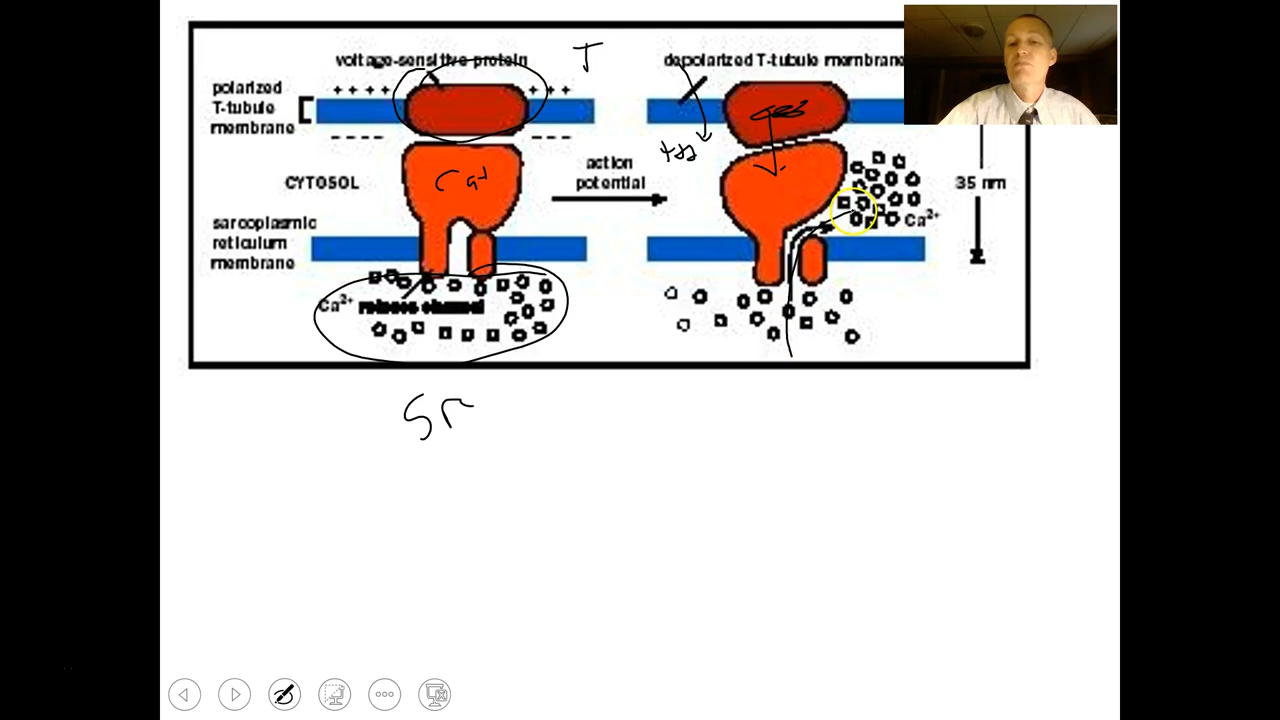 voltage-sensitive protein
T
depolarized T-tubule membrane
polarized
T-tubule
membrane
+ + + +
+ + +
- - - -
- - -
CYTOSOL
Ca+
action
potential
35 nm
Ca²⁺
sarcoplasmic
reticulum
membrane
Ca²⁺ release channel
Sr